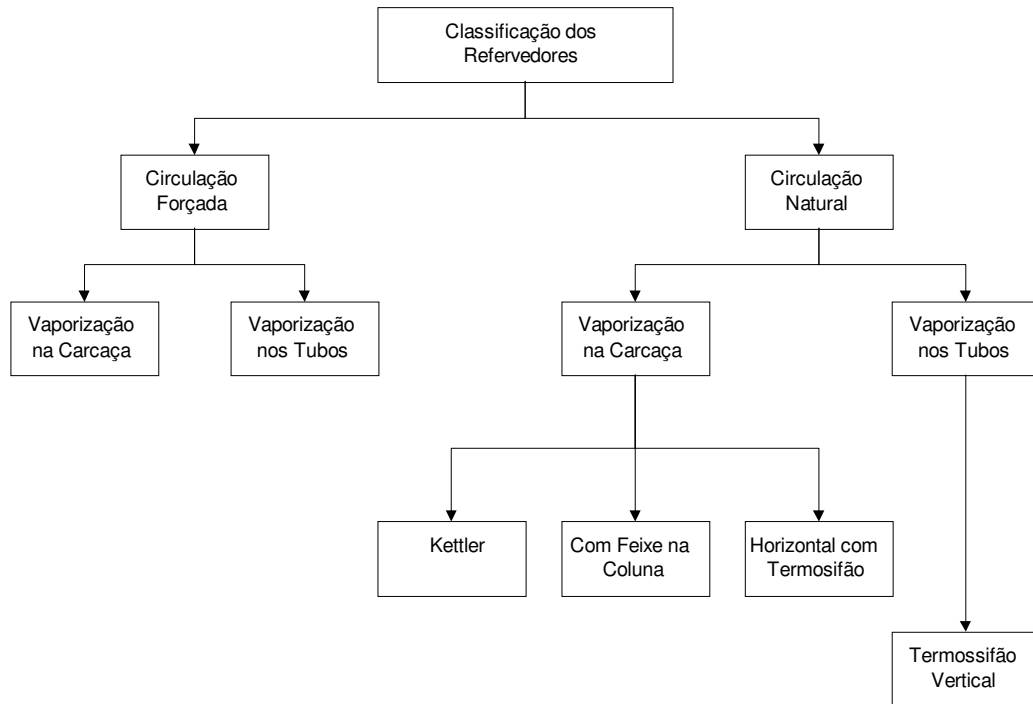 Classificação dos
Refervedores
Circulação
Forçada
Circulação
Natural
Vaporização
na Carcaça
Vaporização
nos Tubos
Vaporização
na Carcaça
Vaporização
nos Tubos
Kettler
Com Feixe na
Coluna
Horizontal com
Termosifão
Termossifão
Vertical